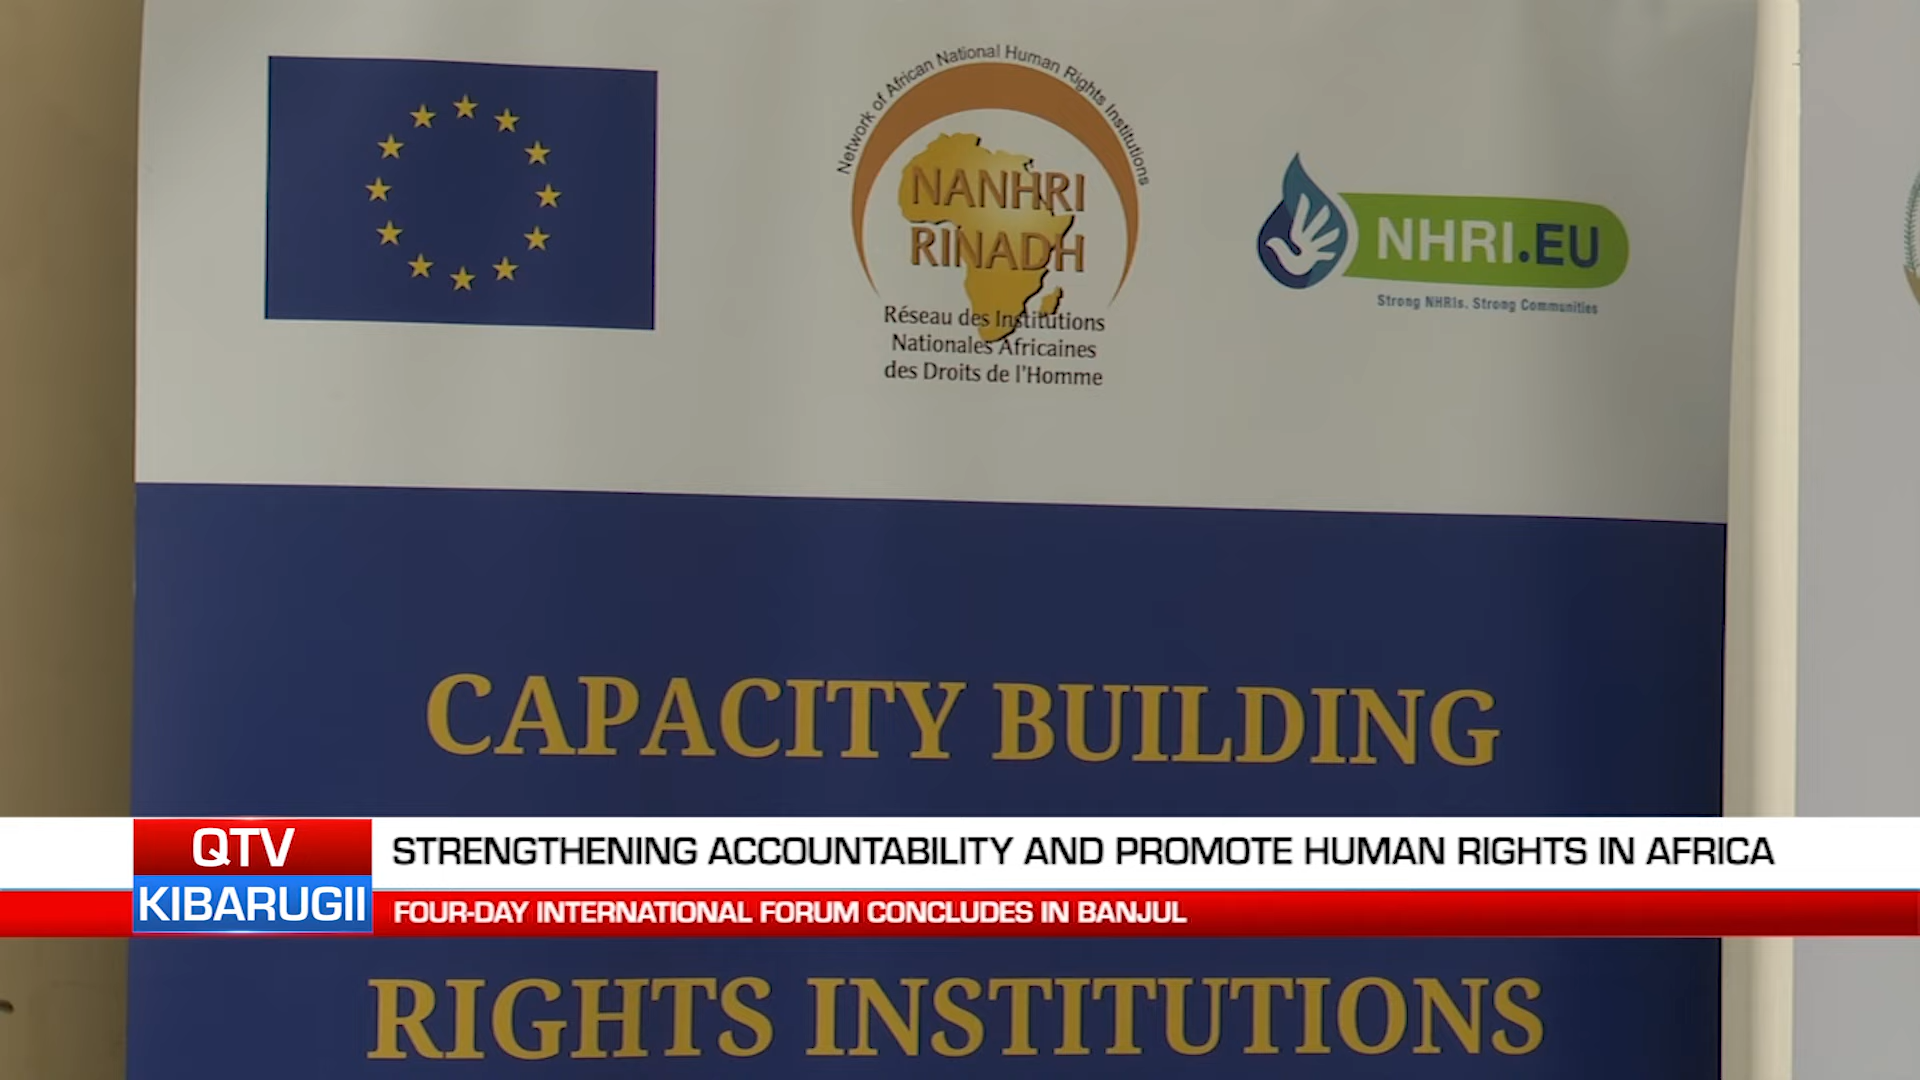 Network of African National Human Rights Institutions
NANHRI
RINADH
Réseau des Institutions
Nationales Africaines
des Droits de l'Homme
NHRI.EU
Strong NHRIs. Strong Communities
CAPACITY BUILDING
QTV
KIBARUGII
STRENGTHENING ACCOUNTABILITY AND PROMOTE HUMAN RIGHTS IN AFRICA
FOUR-DAY INTERNATIONAL FORUM CONCLUDES IN BANJUL
RIGHTS INSTITUTIONS